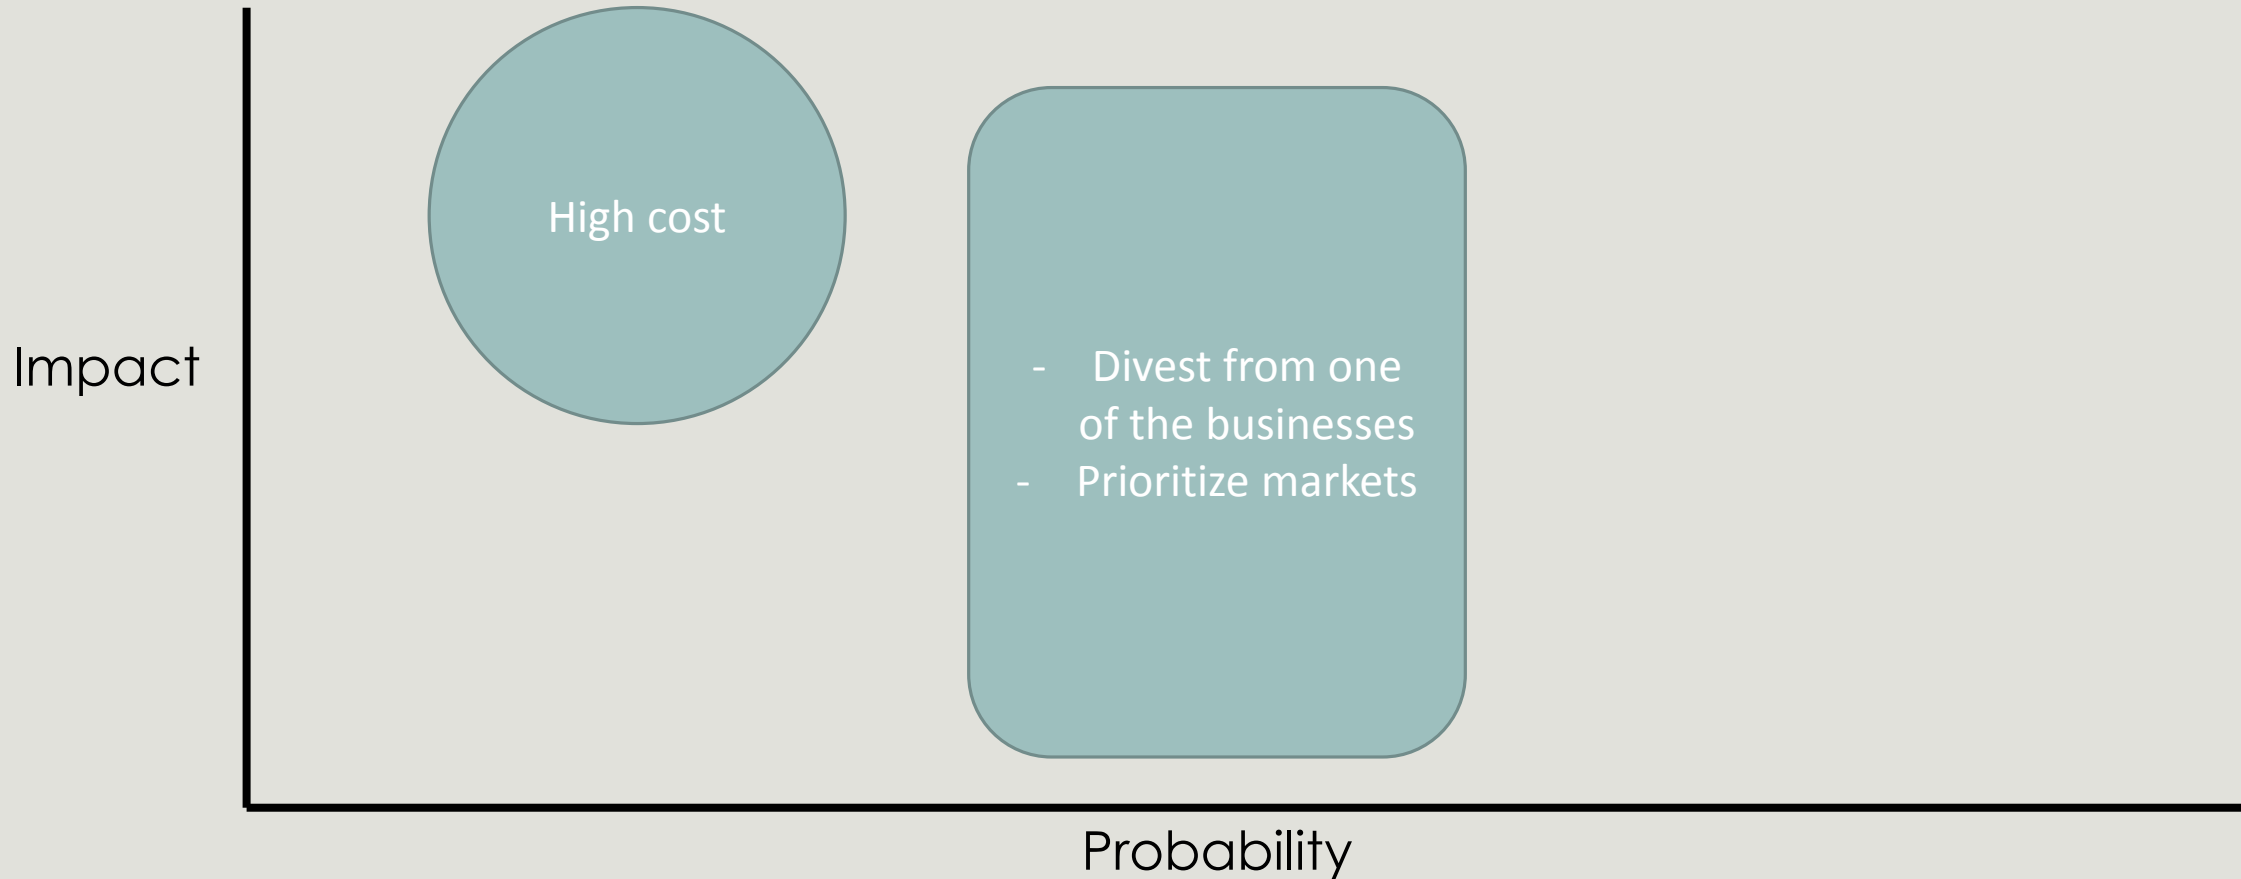 High cost
Impact
- Divest from one
of the businesses
- Prioritize markets
Probability